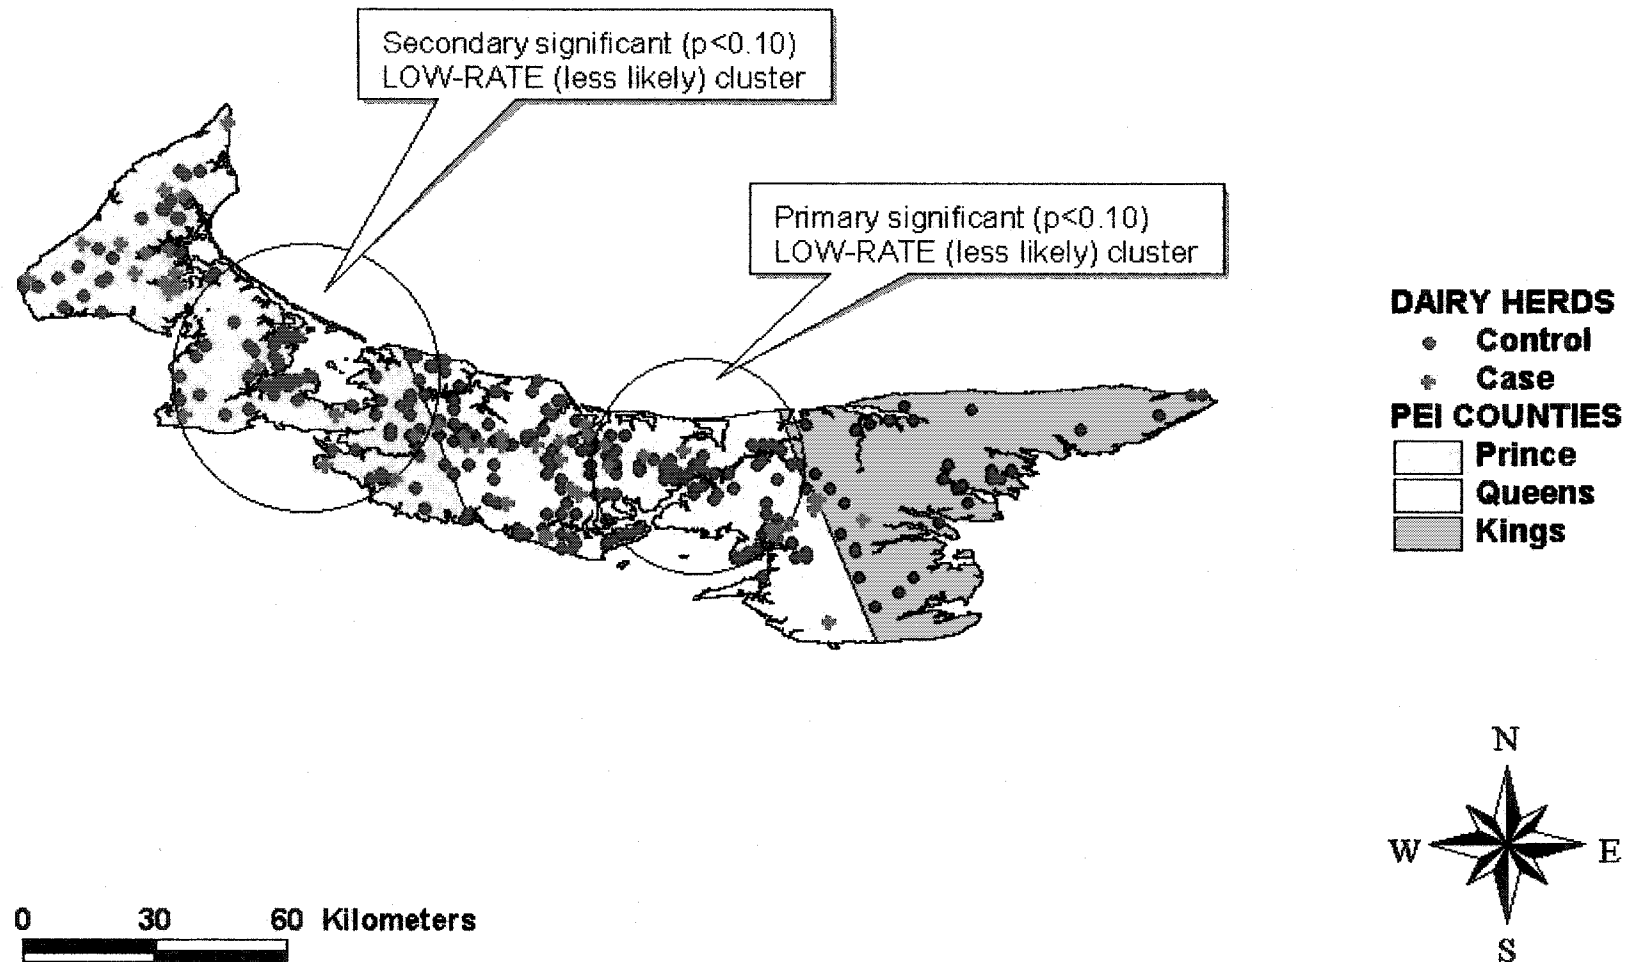 Secondary significant (p<0.10)
LOW-RATE (less likely) cluster
Primary significant (p<0.10)
LOW-RATE (less likely) cluster
DAIRY HERDS
Control
Case
PEI COUNTIES
Prince
Queens
Kings
N
W E
S
0 30 60 Kilometers